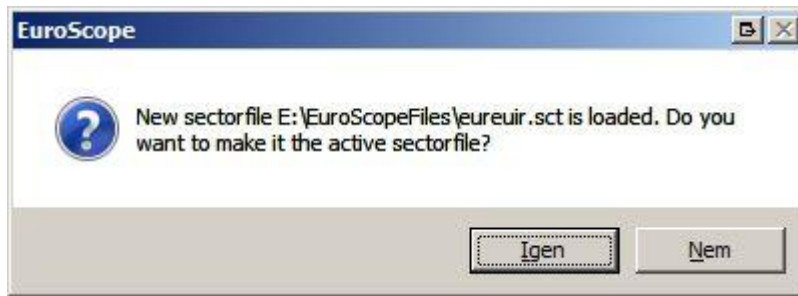 EuroScope
New sectorfile E:\EuroScopeFiles\eureuir.sct is loaded. Do you
want to make it the active sectorfile?
Igen
Nem